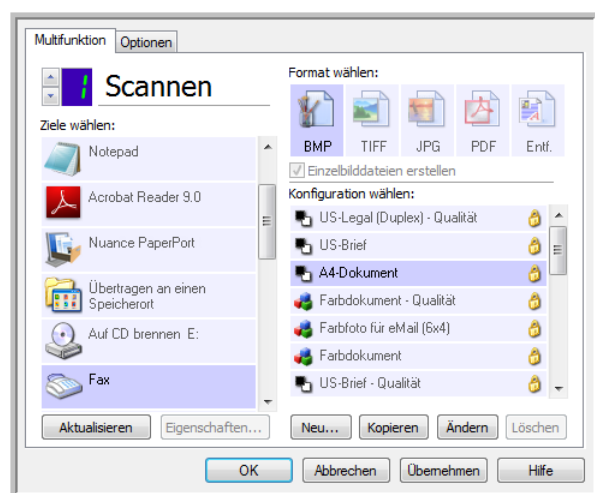 Multifunktion
Optionen
1 Scannen
Ziele wählen:
Notepad
Acrobat Reader 9.0
Nuance PaperPort
Übertragen an einen
Speicherort
Auf CD brennen E:
Fax
Aktualisieren
Eigenschaften...
Format wählen:
BMP
TIFF
JPG
PDF
Entf.
Einzelbilddateien erstellen
Konfiguration wählen:
US-Legal (Duplex) - Qualität
US-Brief
A4-Dokument
Farbdokument - Qualität
Farbfoto für eMail (6x4)
Farbdokument
US-Brief - Qualität
Neu...
Kopieren
Ändern
Löschen
OK
Abbrechen
Übernehmen
Hilfe